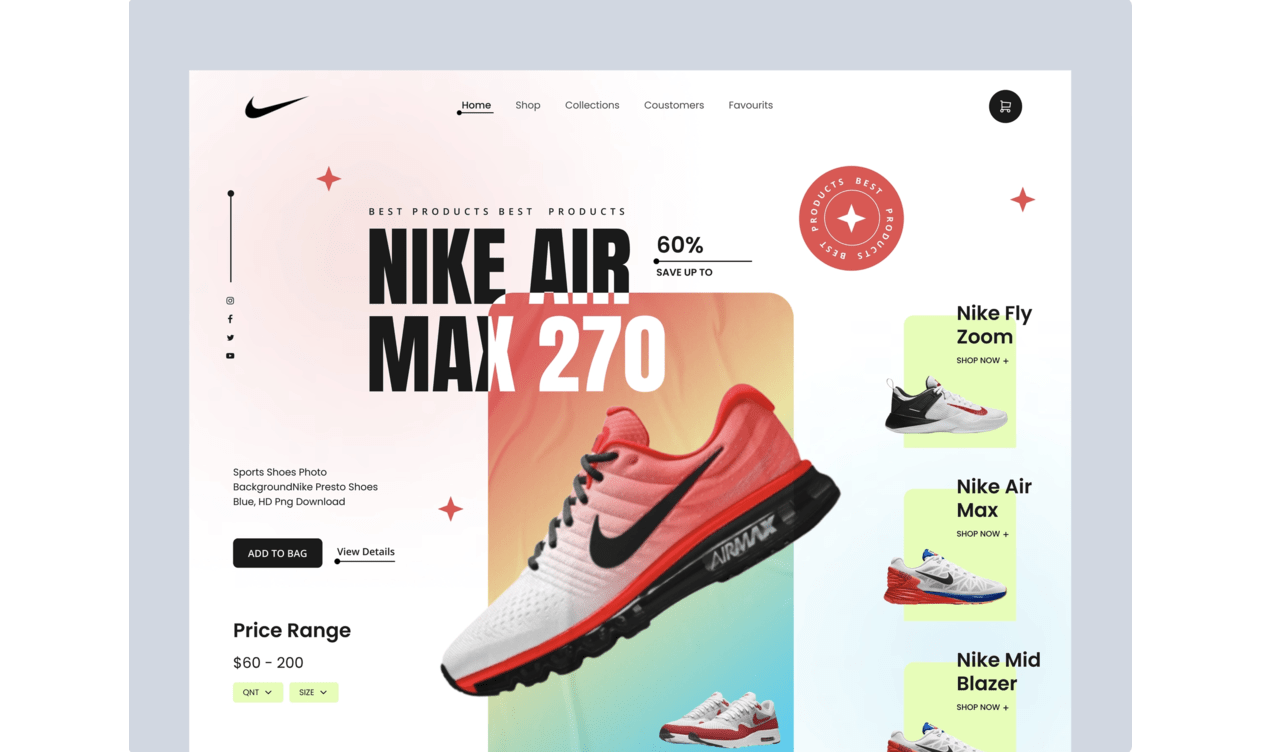 Home
Shop
Collections
Coustomers
Favourits
BEST PRODUCTS BEST PRODUCTS
NIKE AIR
MAX 270
60%
SAVE UP TO
PRODUCTS BEST PRODUCTS BEST
Nike Fly
Zoom
SHOP NOW +
AIRMAX
Sports Shoes Photo
BackgroundNike Presto Shoes
Blue, HD Png Download
ADD TO BAG
View Details
Nike Air
Max
SHOP NOW +
Price Range
$60 - 200
QNT
SIZE
Nike Mid
Blazer
SHOP NOW +